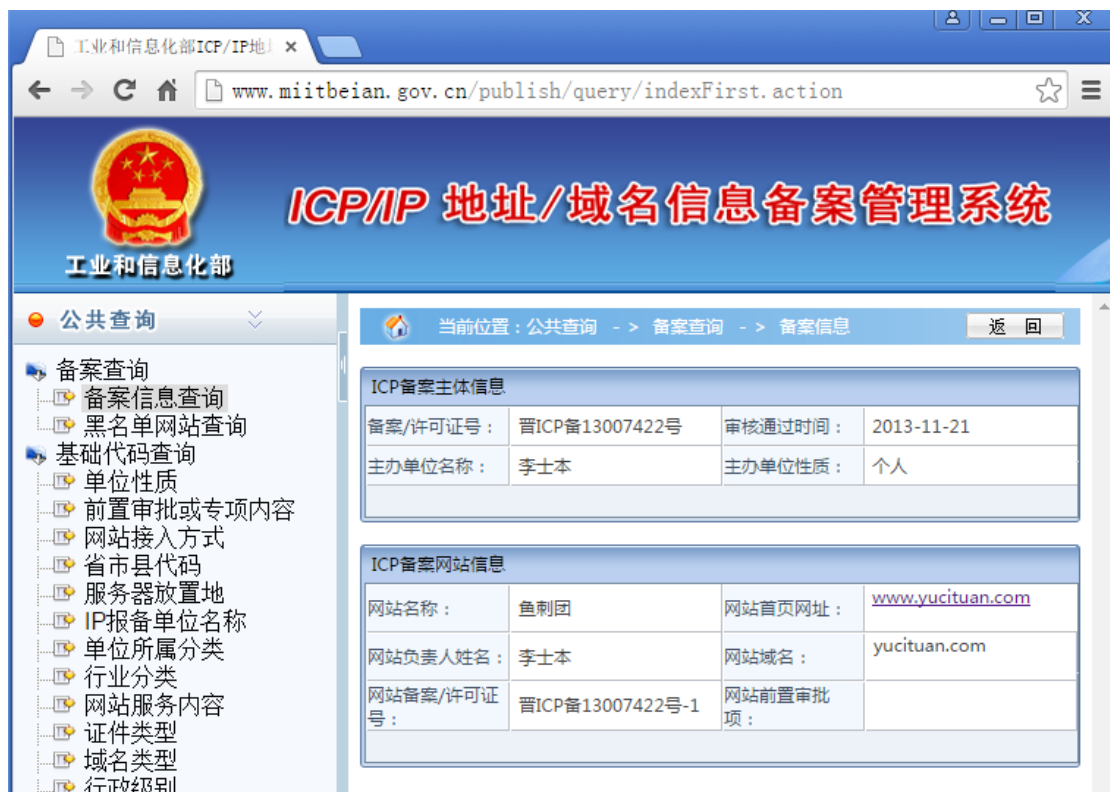 工业和信息化部ICP/IP地
www.miitbeian.gov.cn/publish/query/indexFirst.action
ICP/IP 地址/域名信息备案管理系统
工业和信息化部
公共查询
备案查询
备案信息查询
黑名单网站查询
基础代码查询
单位性质
前置审批或专项内容
网站接入方式
省市县代码
服务器放置地
IP报备单位名称
单位所属分类
行业分类
网站服务内容
证件类型
域名类型
行政级别
当前位置：公共查询 -> 备案查询 -> 备案信息
返 回
ICP备案主体信息
备案/许可证号： 晋ICP备13007422号 审核通过时间： 2013-11-21
主办单位名称： 李士本 主办单位性质： 个人
ICP备案网站信息
网站名称： 鱼刺团 网站首页网址： www.yucituan.com
网站负责人姓名： 李士本 网站域名： yucituan.com
网站备案/许可证号： 晋ICP备13007422号-1 网站前置审批项：